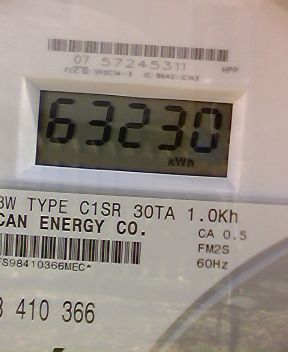 07 57245311
HPP
63230
kWh
3W TYPE C1SR 30TA 1.0Kh
CAN ENERGY CO.
CA 0.5
FM2S
60Hz
S98410366MEC*
410 366